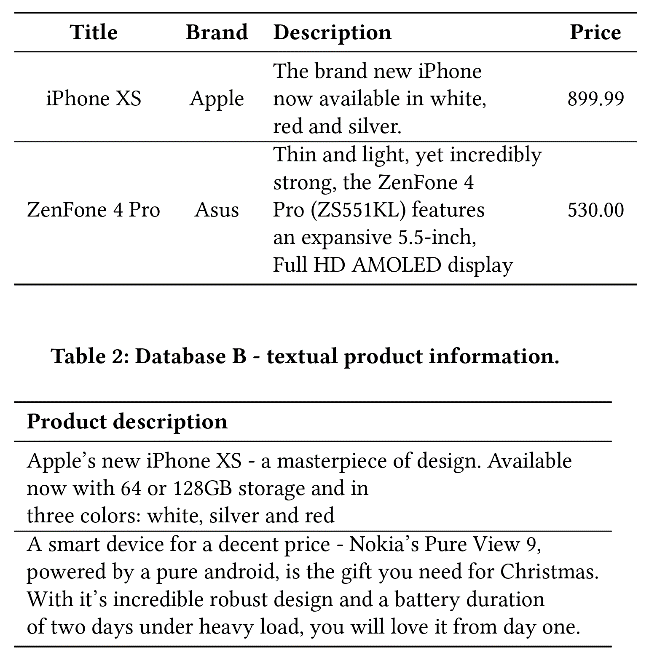 Title Brand Description Price
The brand new iPhone
iPhone XS Apple now available in white, 899.99
red and silver.
Thin and light, yet incredibly
strong, the ZenFone 4
ZenFone 4 Pro Asus Pro (ZS551KL) features 530.00
an expansive 5.5-inch,
Full HD AMOLED display
Table 2: Database B - textual product information.
Product description
Apple's new iPhone XS - a masterpiece of design. Available
now with 64 or 128GB storage and in
three colors: white, silver and red
A smart device for a decent price - Nokia's Pure View 9,
powered by a pure android, is the gift you need for Christmas.
With it's incredible robust design and a battery duration
of two days under heavy load, you will love it from day one.